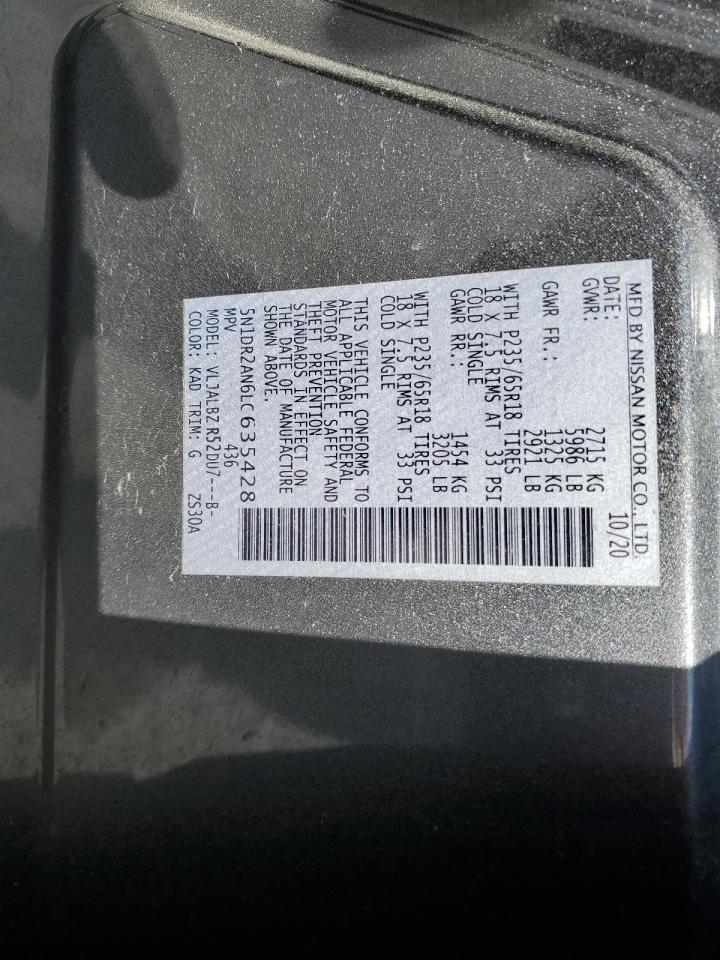 MFD BY NISSAN MOTOR CO., LTD.
DATE: 10/20
GVWR: 2715 KG
5986 LB
GAWR FR.: 1325 KG
2921 LB
WITH P235/65R18 TIRES
18 X 7.5 RIMS AT 33 PSI
COLD SINGLE
GAWR RR.: 1454 KG
3205 LB
WITH P235/65R18 TIRES
18 X 7.5 RIMS AT 33 PSI
COLD SINGLE
THIS VEHICLE CONFORMS TO
ALL APPLICABLE FEDERAL
MOTOR VEHICLE SAFETY AND
THEFT PREVENTION
STANDARDS IN EFFECT ON
THE DATE OF MANUFACTURE
SHOWN ABOVE.
5N1DR2AN6LC635428
MPV 436
MODEL: VLJALBZ R52DU7---B-
COLOR: KAD TRIM: G ZS30A